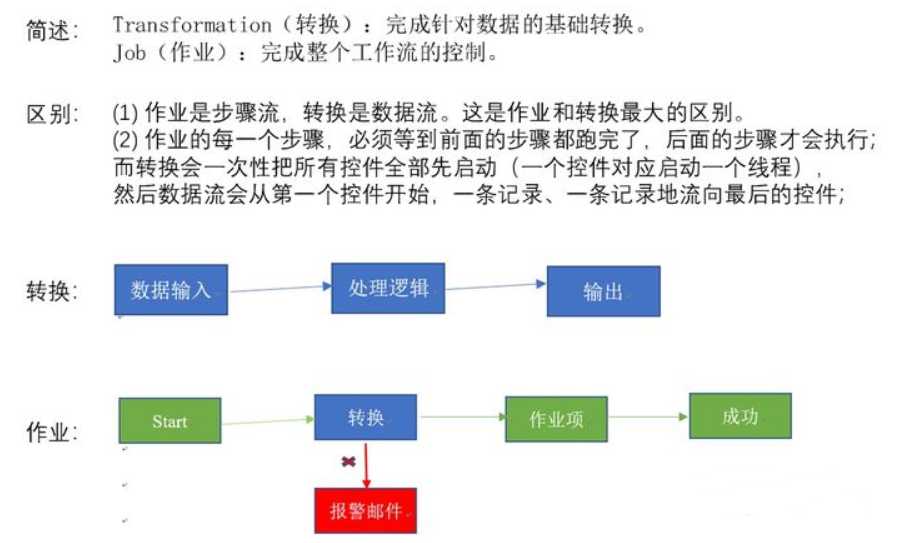 简述： Transformation（转换）：完成针对数据的基础转换。
Job（作业）：完成整个工作流的控制。
区别： (1) 作业是步骤流，转换是数据流。这是作业和转换最大的区别。
(2) 作业的每一个步骤，必须等到前面的步骤都跑完了，后面的步骤才会执行；
而转换会一次性把所有控件全部先启动（一个控件对应启动一个线程），
然后数据流会从第一个控件开始，一条记录、一条记录地流向最后的控件；
转换： 数据输入 处理逻辑 输出
作业： Start 转换 作业项 成功
报警邮件